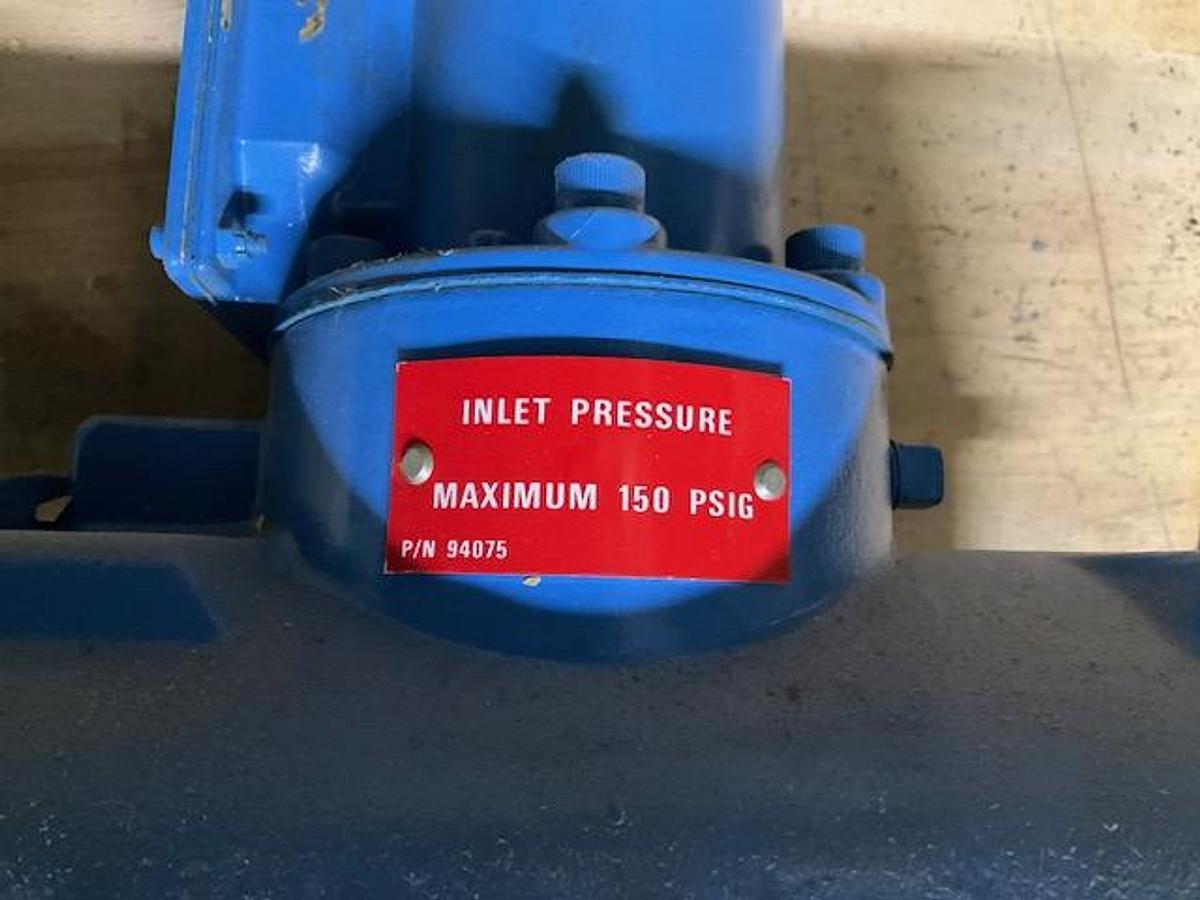 INLET PRESSURE
MAXIMUM 150 PSIG
P/N 94075